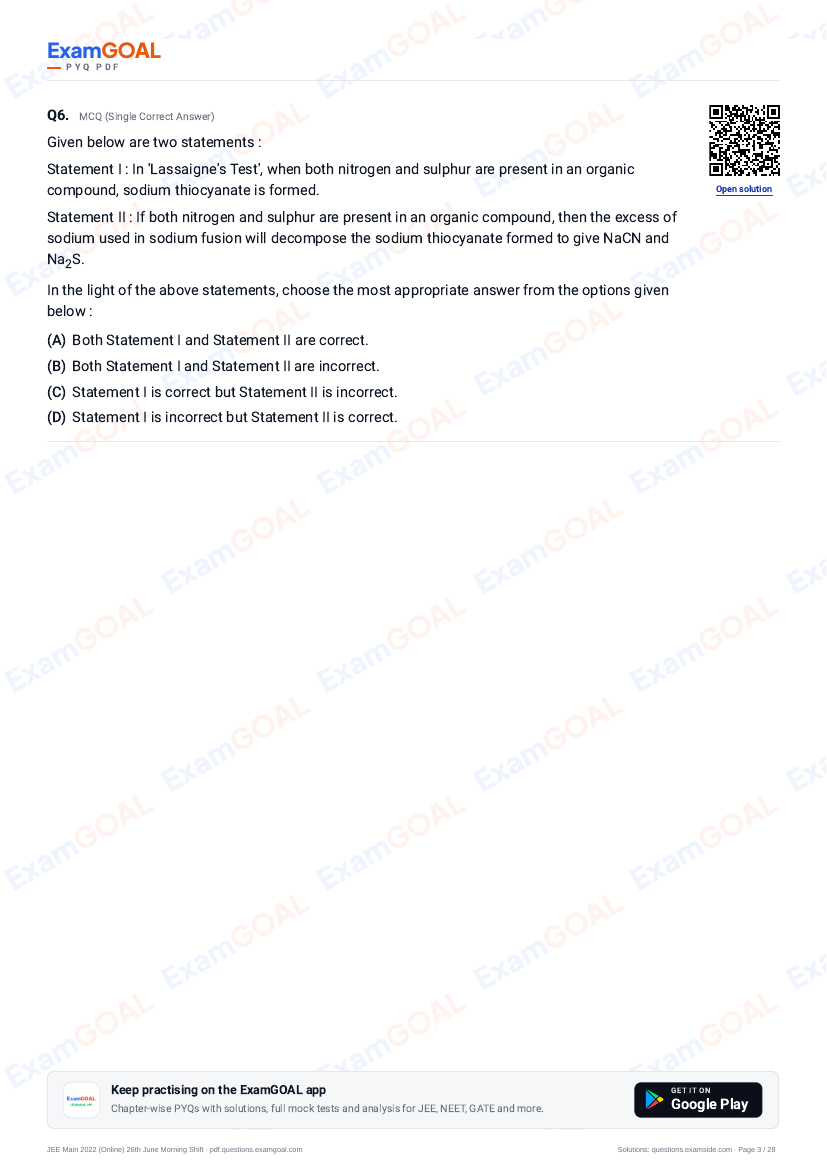 ExamGOAL
PYQ PDF
Q6. MCQ (Single Correct Answer)
Given below are two statements :
Statement I : In 'Lassaigne's Test', when both nitrogen and sulphur are present in an organic
compound, sodium thiocyanate is formed.
Statement II : If both nitrogen and sulphur are present in an organic compound, then the excess of
sodium used in sodium fusion will decompose the sodium thiocyanate formed to give NaCN and
Na₂S.
In the light of the above statements, choose the most appropriate answer from the options given
below :
(A) Both Statement I and Statement II are correct.
(B) Both Statement I and Statement II are incorrect.
(C) Statement I is correct but Statement II is incorrect.
(D) Statement I is incorrect but Statement II is correct.
Open solution
ExamGOAL
Keep practising on the ExamGOAL app
Chapter-wise PYQs with solutions, full mock tests and analysis for JEE, NEET, GATE and more.
GET IT ON
Google Play
JEE Main 2022 (Online) 26th June Morning Shift · pdf.questions.examgoal.com
Solutions: questions.examside.com · Page 3 / 28